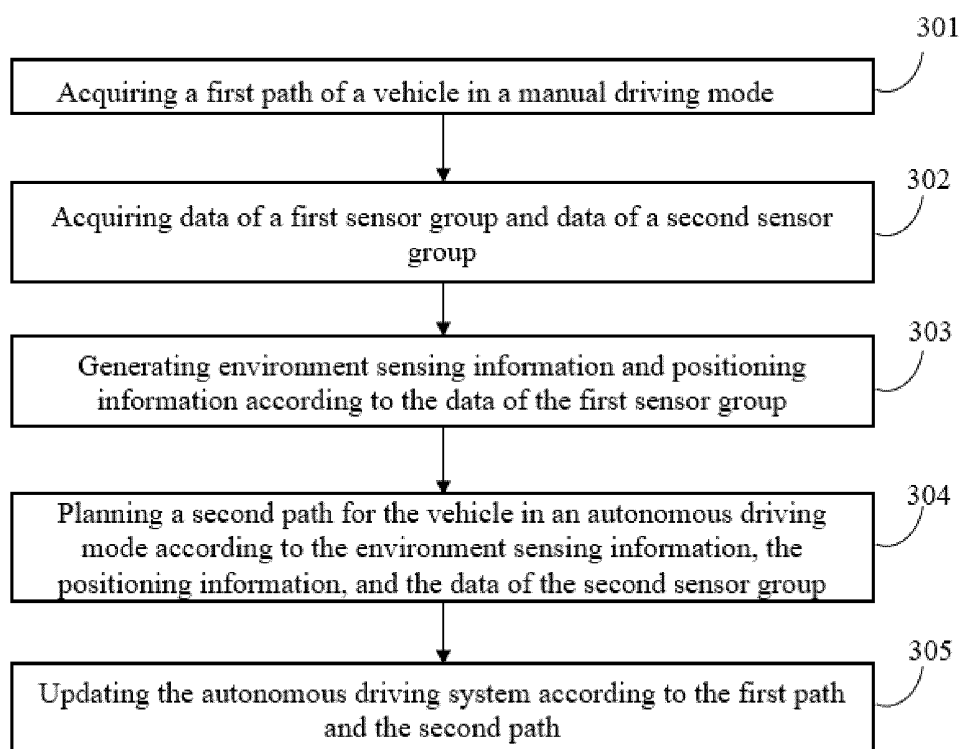 301
Acquiring a first path of a vehicle in a manual driving mode
302
Acquiring data of a first sensor group and data of a second sensor
group
303
Generating environment sensing information and positioning
information according to the data of the first sensor group
304
Planning a second path for the vehicle in an autonomous driving
mode according to the environment sensing information, the
positioning information, and the data of the second sensor group
305
Updating the autonomous driving system according to the first path
and the second path